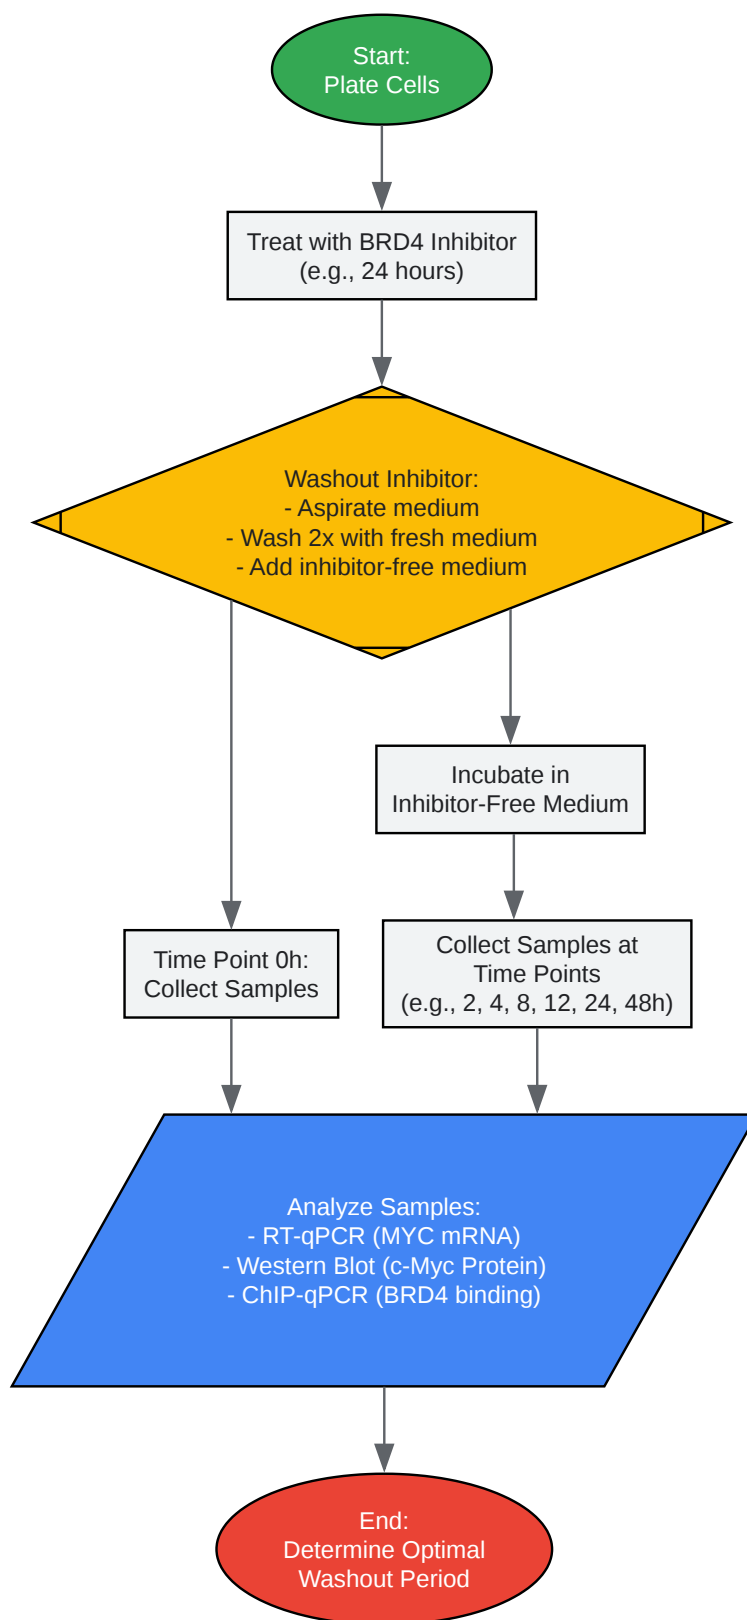 Start:
Plate Cells
Treat with BRD4 Inhibitor
(e.g., 24 hours)
Washout Inhibitor:
- Aspirate medium
- Wash 2x with fresh medium
- Add inhibitor-free medium
Incubate in
Inhibitor-Free Medium
Time Point 0h:
Collect Samples
Collect Samples at
Time Points
(e.g., 2, 4, 8, 12, 24, 48h)
Analyze Samples:
- RT-qPCR (MYC mRNA)
- Western Blot (c-Myc Protein)
- ChIP-qPCR (BRD4 binding)
End:
Determine Optimal
Washout Period